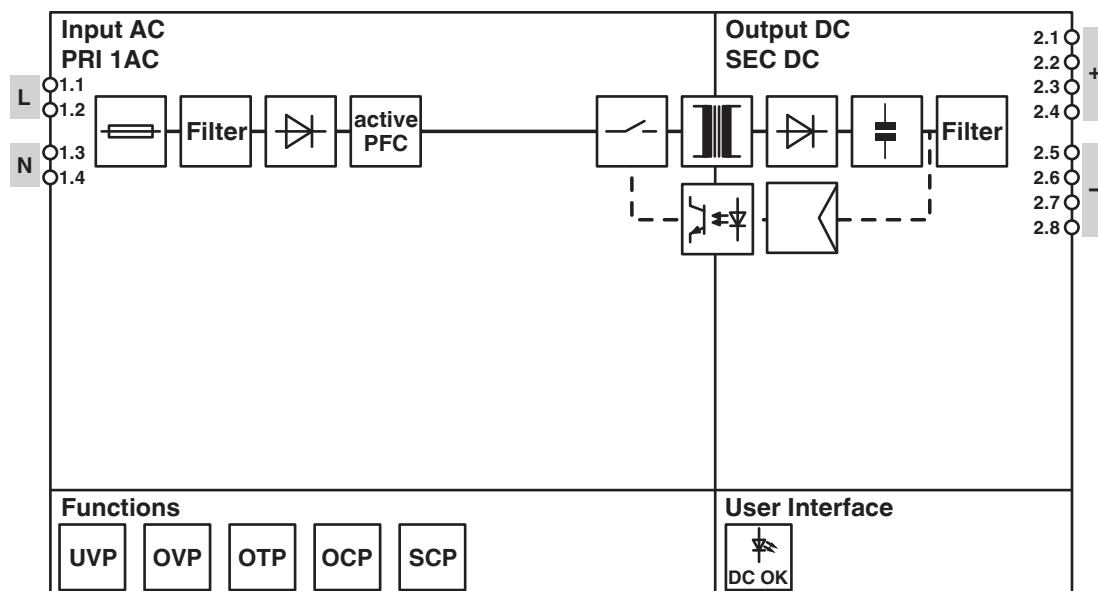 Input AC
PRI 1AC
Output DC
SEC DC
L
1.1
1.2
N
1.3
1.4
Filter
active
PFC
Filter
2.1
2.2
2.3
2.4
+
2.5
2.6
2.7
2.8
–
Functions
UVP
OVP
OTP
OCP
SCP
User Interface
DC OK